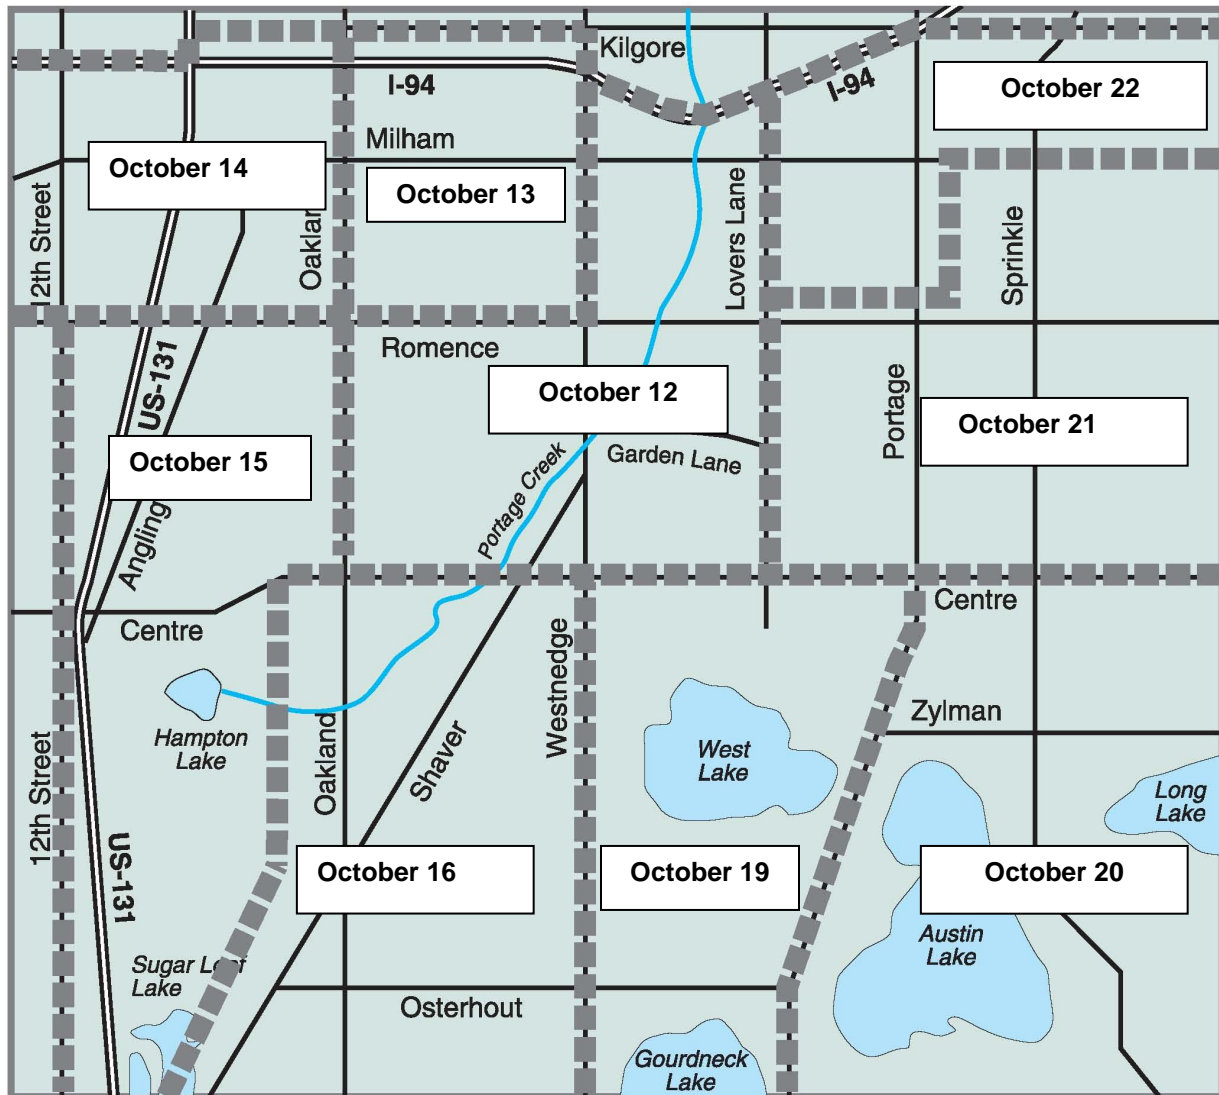 Kilgore
I-94
I-94
October 22
Milham
October 14
October 13
12th Street
Oaklan
Lovers Lane
Sprinkle
Romence
US-131
October 12
Portage
October 21
October 15
Garden Lane
Portage Creek
Angling
Centre
Centre
Hampton
Lake
Westnedge
Zylman
West
Lake
Long
Lake
12th Street
Oakland
Shaver
US-131
October 16
October 19
October 20
Austin
Lake
Sugar Loaf
Lake
Osterhout
Gourdneck
Lake